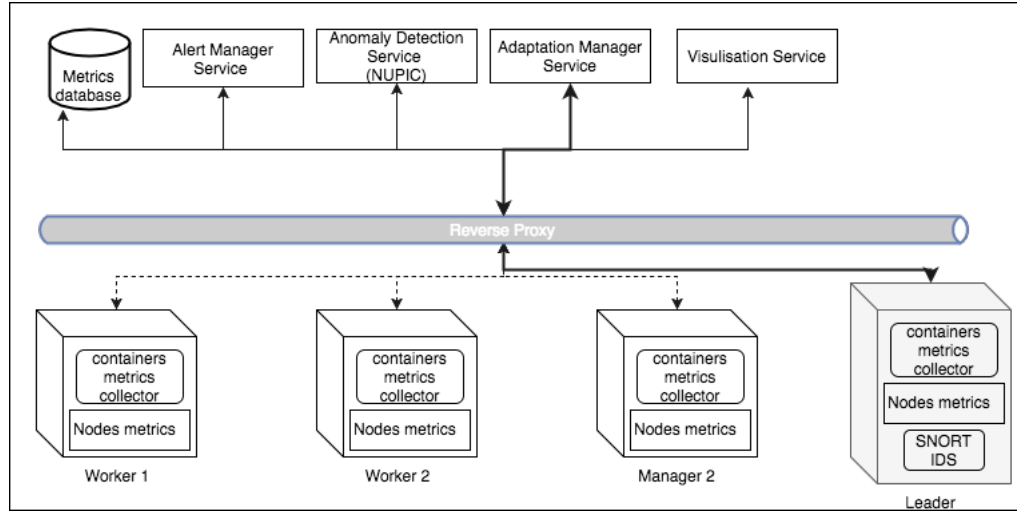 Metrics
database
Alert Manager
Service
Anomaly Detection
Service
(NUPIC)
Adaptation Manager
Service
Visulisation Service
Reverse Proxy
containers
metrics
collector
Nodes metrics
Worker 1
containers
metrics
collector
Nodes metrics
Worker 2
containers
metrics
collector
Nodes metrics
Manager 2
containers
metrics
collector
Nodes metrics
SNORT
IDS
Leader